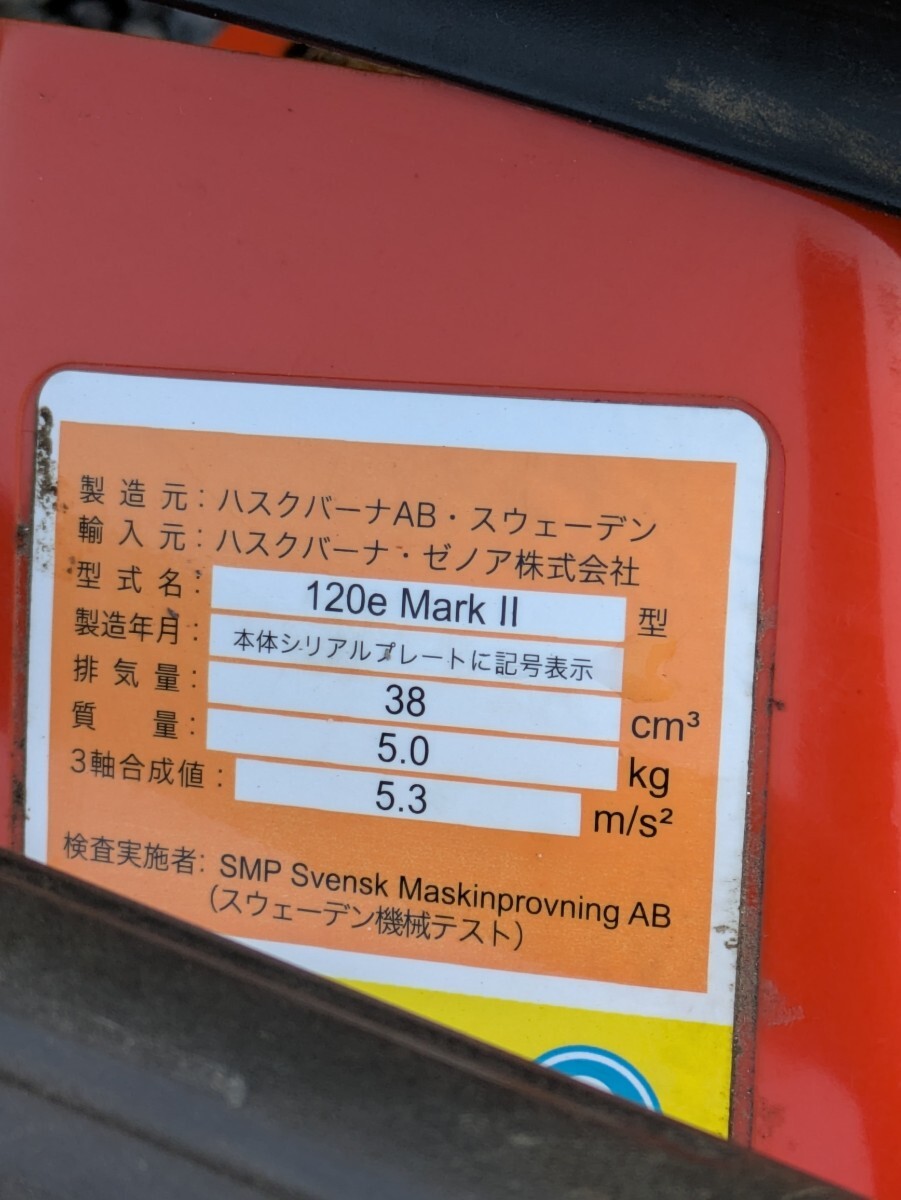 製造元：ハスクバーナAB・スウェーデン
輸入元：ハスクバーナ・ゼノア株式会社
型式名：120e Mark II 型
製造年月：本体シリアルプレートに記号表示
排気量：38 cm³
質量：5.0 kg
3軸合成値：5.3 m/s²
検査実施者：SMP Svensk Maskinprovning AB
(スウェーデン機械テスト)